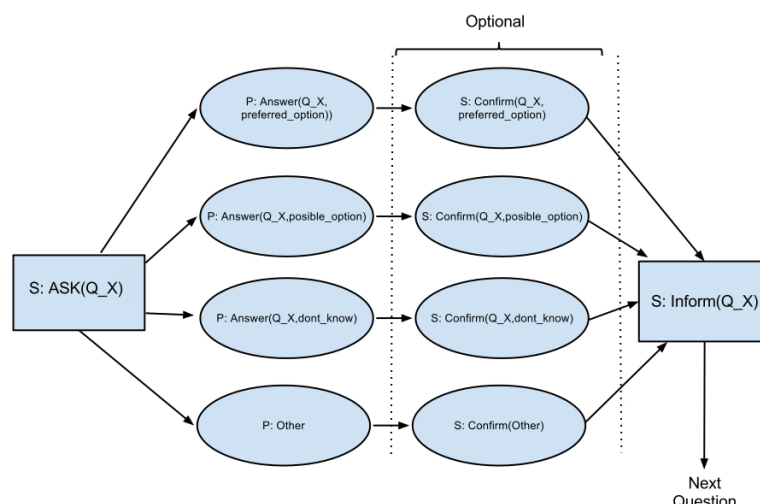 Optional
P: Answer(Q_X,
preferred_option))
S: Confirm(Q_X,
preferred_option)
P: Answer(Q_X,posible_option)
S: Confirm(Q_X,posible_option)
S: ASK(Q_X)
S: Inform(Q_X)
P: Answer(Q_X,dont_know)
S: Confirm(Q_X,dont_know)
P: Other
S: Confirm(Other)
Next
Question